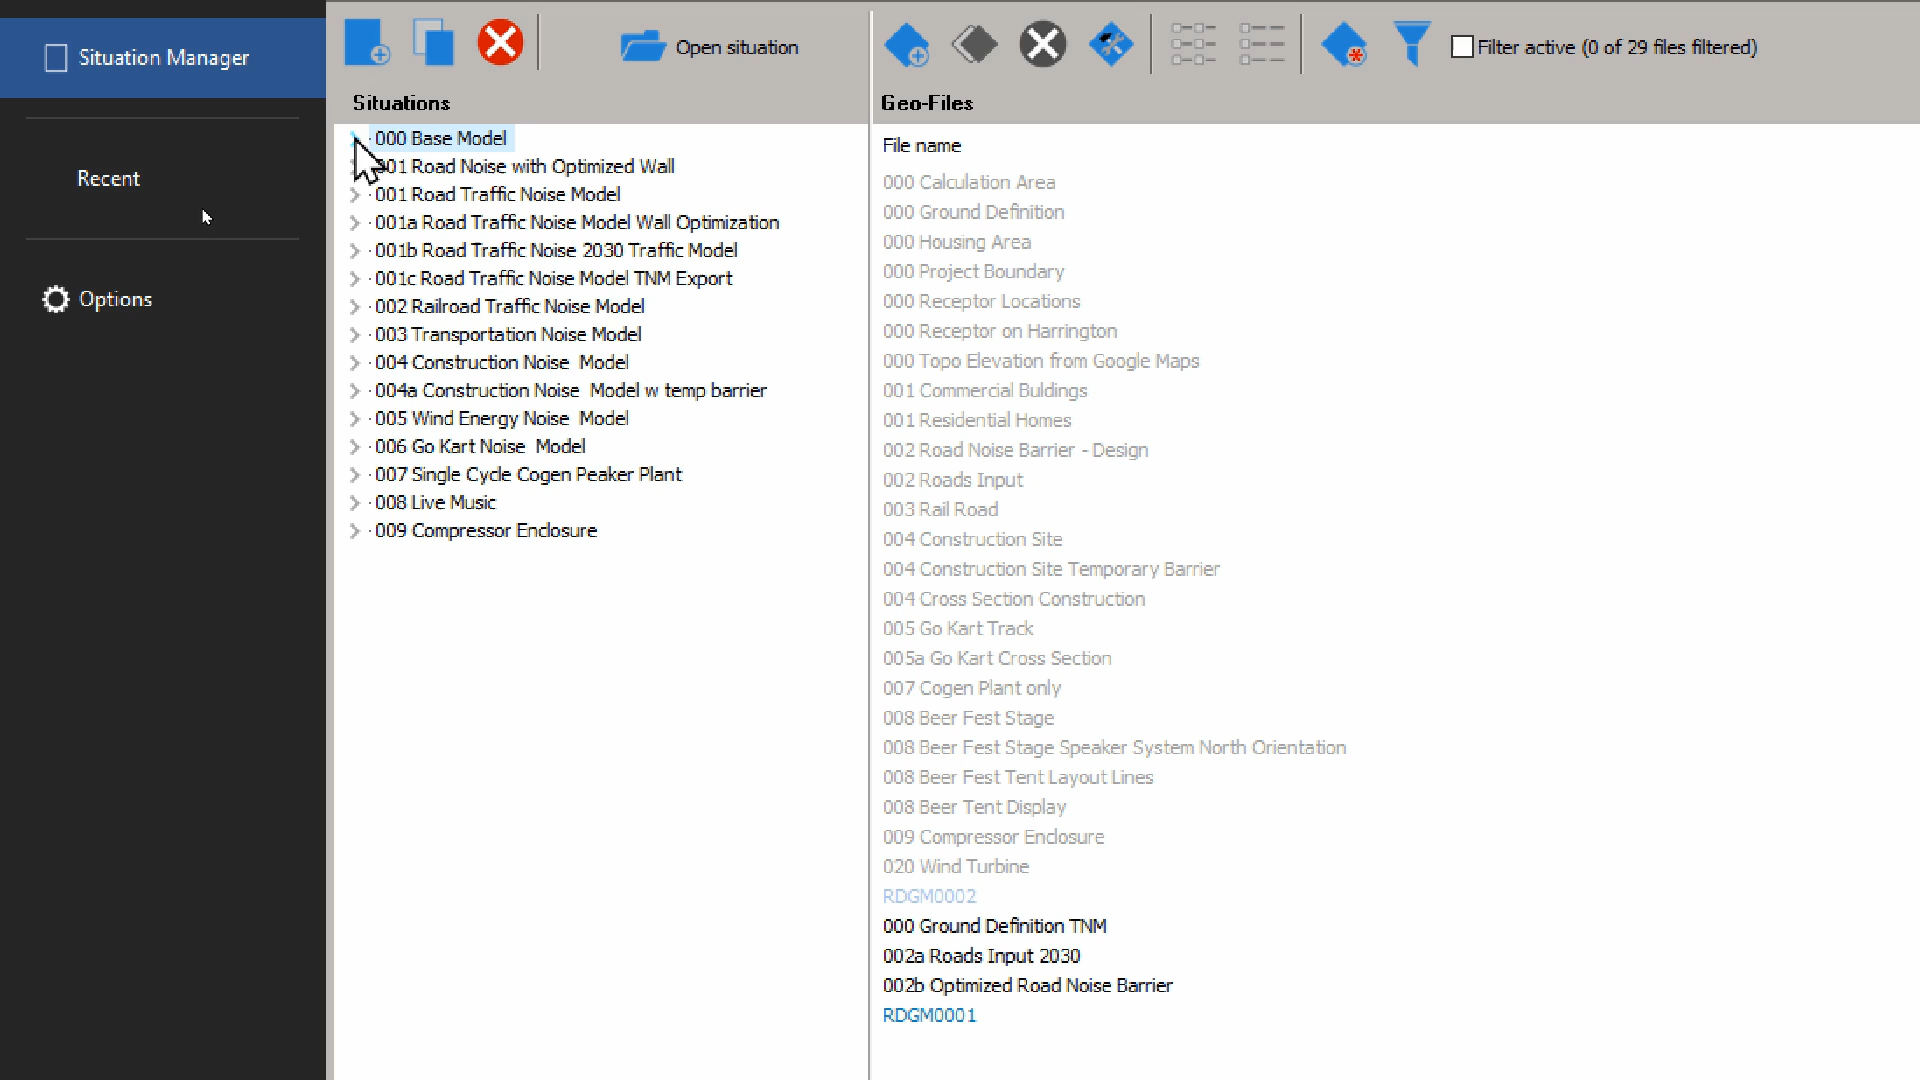 Situation Manager
Recent
Options
Open situation
Filter active (0 of 29 files filtered)
Situations
000 Base Model
001 Road Noise with Optimized Wall
001 Road Traffic Noise Model
001a Road Traffic Noise Model Wall Optimization
001b Road Traffic Noise 2030 Traffic Model
001c Road Traffic Noise Model TNM Export
002 Railroad Traffic Noise Model
003 Transportation Noise Model
004 Construction Noise  Model
004a Construction Noise  Model w temp barrier
005 Wind Energy Noise  Model
006 Go Kart Noise  Model
007 Single Cycle Cogen Peaker Plant
008 Live Music
009 Compressor Enclosure
Geo-Files
File name
000 Calculation Area
000 Ground Definition
000 Housing Area
000 Project Boundary
000 Receptor Locations
000 Receptor on Harrington
000 Topo Elevation from Google Maps
001 Commercial Buldings
001 Residential Homes
002 Road Noise Barrier - Design
002 Roads Input
003 Rail Road
004 Construction Site
004 Construction Site Temporary Barrier
004 Cross Section Construction
005 Go Kart Track
005a Go Kart Cross Section
007 Cogen Plant only
008 Beer Fest Stage
008 Beer Fest Stage Speaker System North Orientation
008 Beer Fest Tent Layout Lines
008 Beer Tent Display
009 Compressor Enclosure
020 Wind Turbine
RDGM0002
000 Ground Definition TNM
002a Roads Input 2030
002b Optimized Road Noise Barrier
RDGM0001